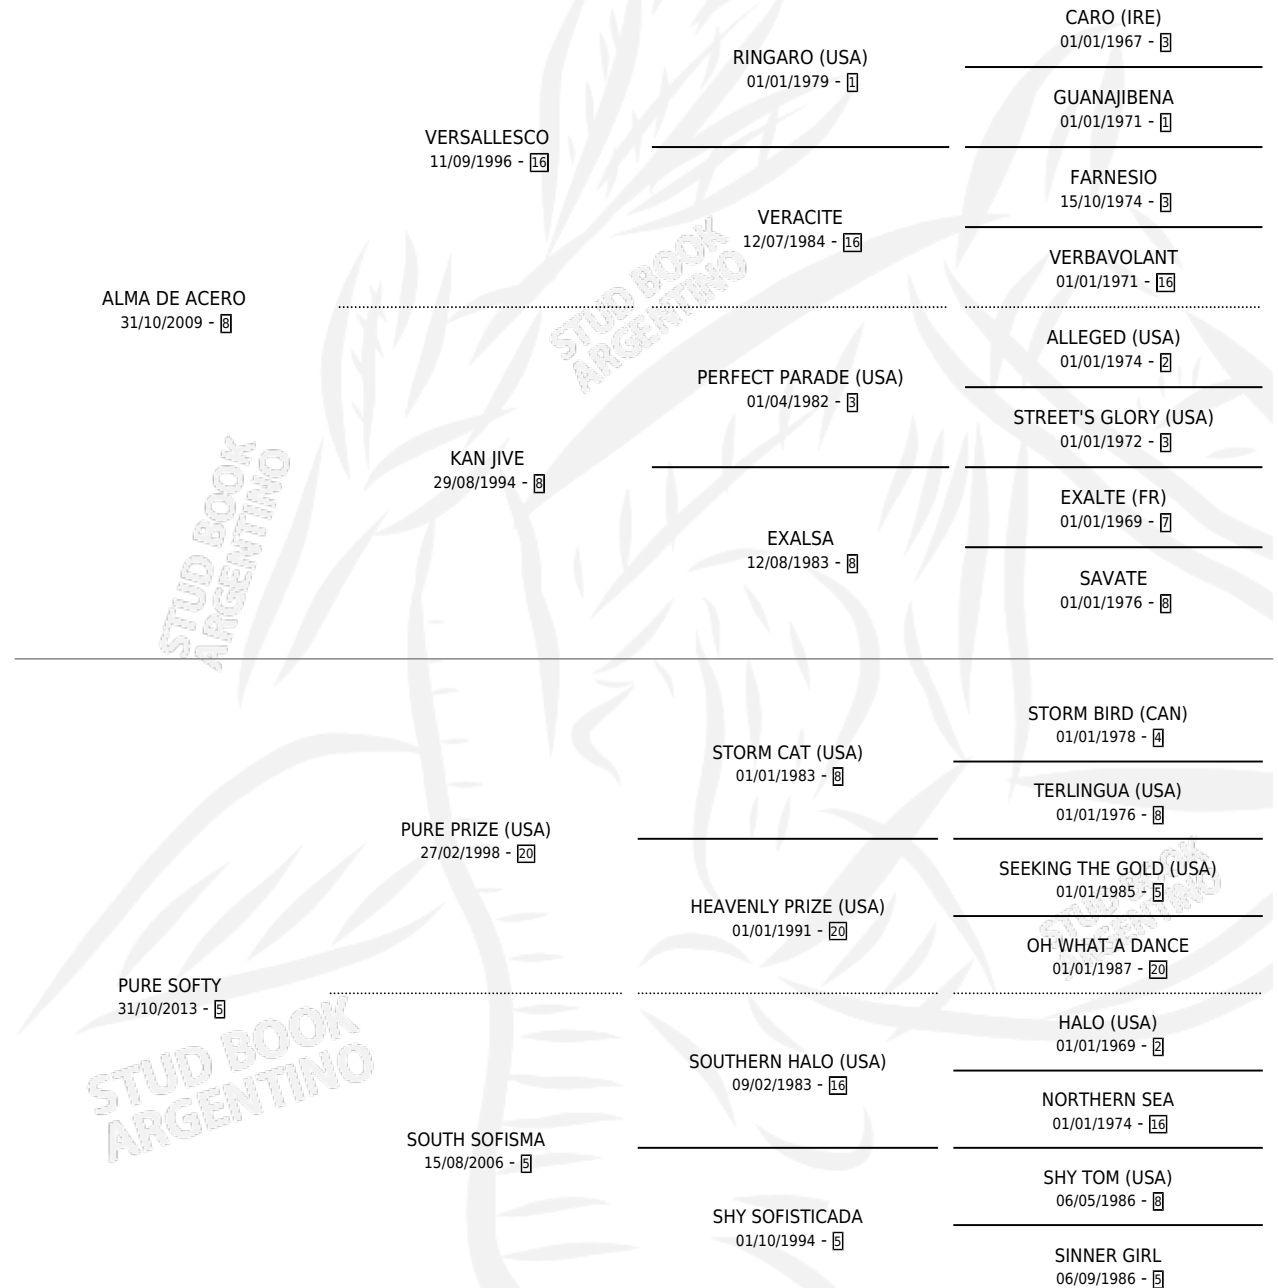 CARO (IRE)
01/01/1967 - 3
RINGARO (USA)
01/01/1979 - 1
GUANAJIBENA
01/01/1971 - 1
VERSALLESCO
11/09/1996 - 16
FARNESIO
15/10/1974 - 3
VERACITE
12/07/1984 - 16
VERBAVOLANT
01/01/1971 - 16
ALMA DE ACERO
31/10/2009 - 8
STUD BOOK
ARGENTINO
ALLEGED (USA)
01/01/1974 - 2
PERFECT PARADE (USA)
01/04/1982 - 3
STREET'S GLORY (USA)
01/01/1972 - 3
KAN JIVE
29/08/1994 - 8
EXALTE (FR)
01/01/1969 - 7
EXALSA
12/08/1983 - 8
SAVATE
01/01/1976 - 8
STUD BOOK
ARGENTINO
STORM BIRD (CAN)
01/01/1978 - 4
STORM CAT (USA)
01/01/1983 - 8
TERLINGUA (USA)
01/01/1976 - 8
PURE PRIZE (USA)
27/02/1998 - 20
SEEKING THE GOLD (USA)
01/01/1985 - 5
HEAVENLY PRIZE (USA)
01/01/1991 - 20
OH WHAT A DANCE
01/01/1987 - 20
STUD BOOK
ARGENTINO
PURE SOFTY
31/10/2013 - 5
HALO (USA)
01/01/1969 - 2
SOUTHERN HALO (USA)
09/02/1983 - 16
NORTHERN SEA
01/01/1974 - 16
STUD BOOK
ARGENTINO
SOUTH SOFISMA
15/08/2006 - 5
SHY TOM (USA)
06/05/1986 - 8
SHY SOFISTICADA
01/10/1994 - 5
SINNER GIRL
06/09/1986 - 5